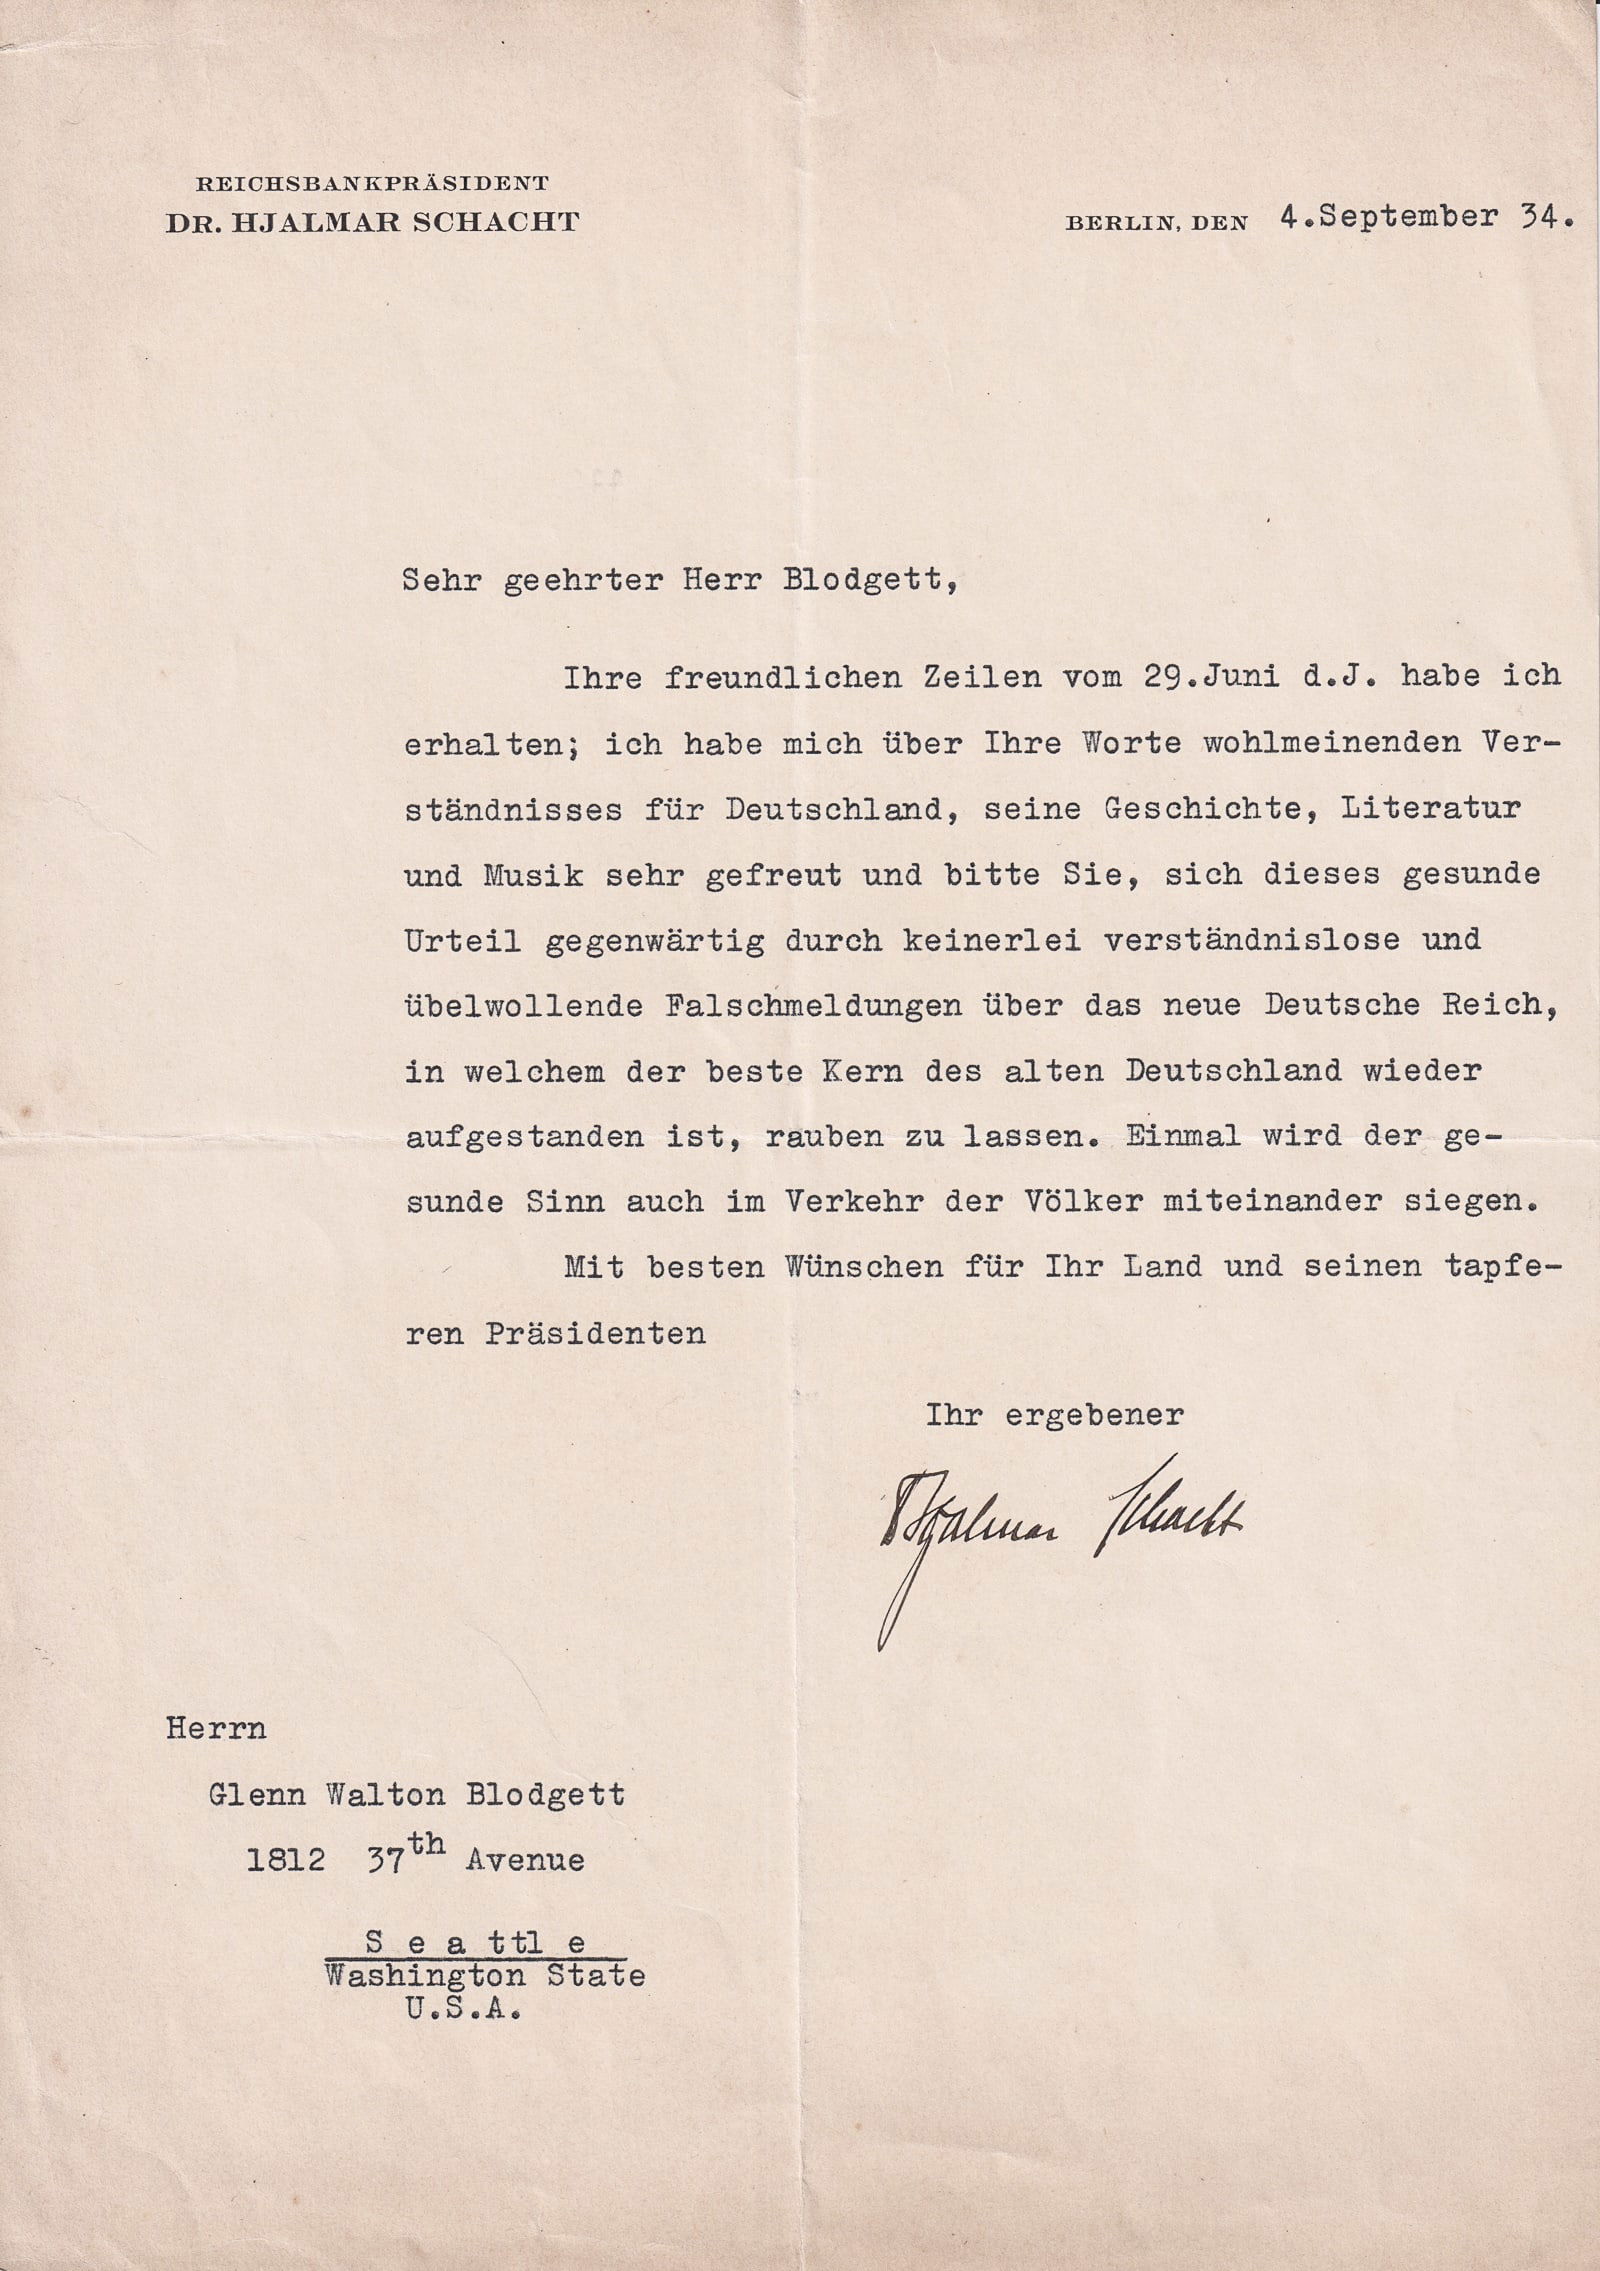 REICHSBANKPRÄSIDENT
DR. HJALMAR SCHACHT
BERLIN, DEN 4.September 34.
Sehr geehrter Herr Blodgett,
Ihre freundlichen Zeilen vom 29.Juni d.J. habe ich
erhalten; ich habe mich über Ihre Worte wohlmeinenden Ver-
ständnisses für Deutschland, seine Geschichte, Literatur
und Musik sehr gefreut und bitte Sie, sich dieses gesunde
Urteil gegenwärtig durch keinerlei verständnislose und
übelwollende Falschmeldungen über das neue Deutsche Reich,
in welchem der beste Kern des alten Deutschland wieder
aufgestanden ist, rauben zu lassen. Einmal wird der ge-
sunde Sinn auch im Verkehr der Völker miteinander siegen.
Mit besten Wünschen für Ihr Land und seinen tapfe-
ren Präsidenten
Ihr ergebener
Hjalmar Schacht
Herrn
Glenn Walton Blodgett
1812 37th Avenue
S e a ttl e
Washington State
U.S.A.